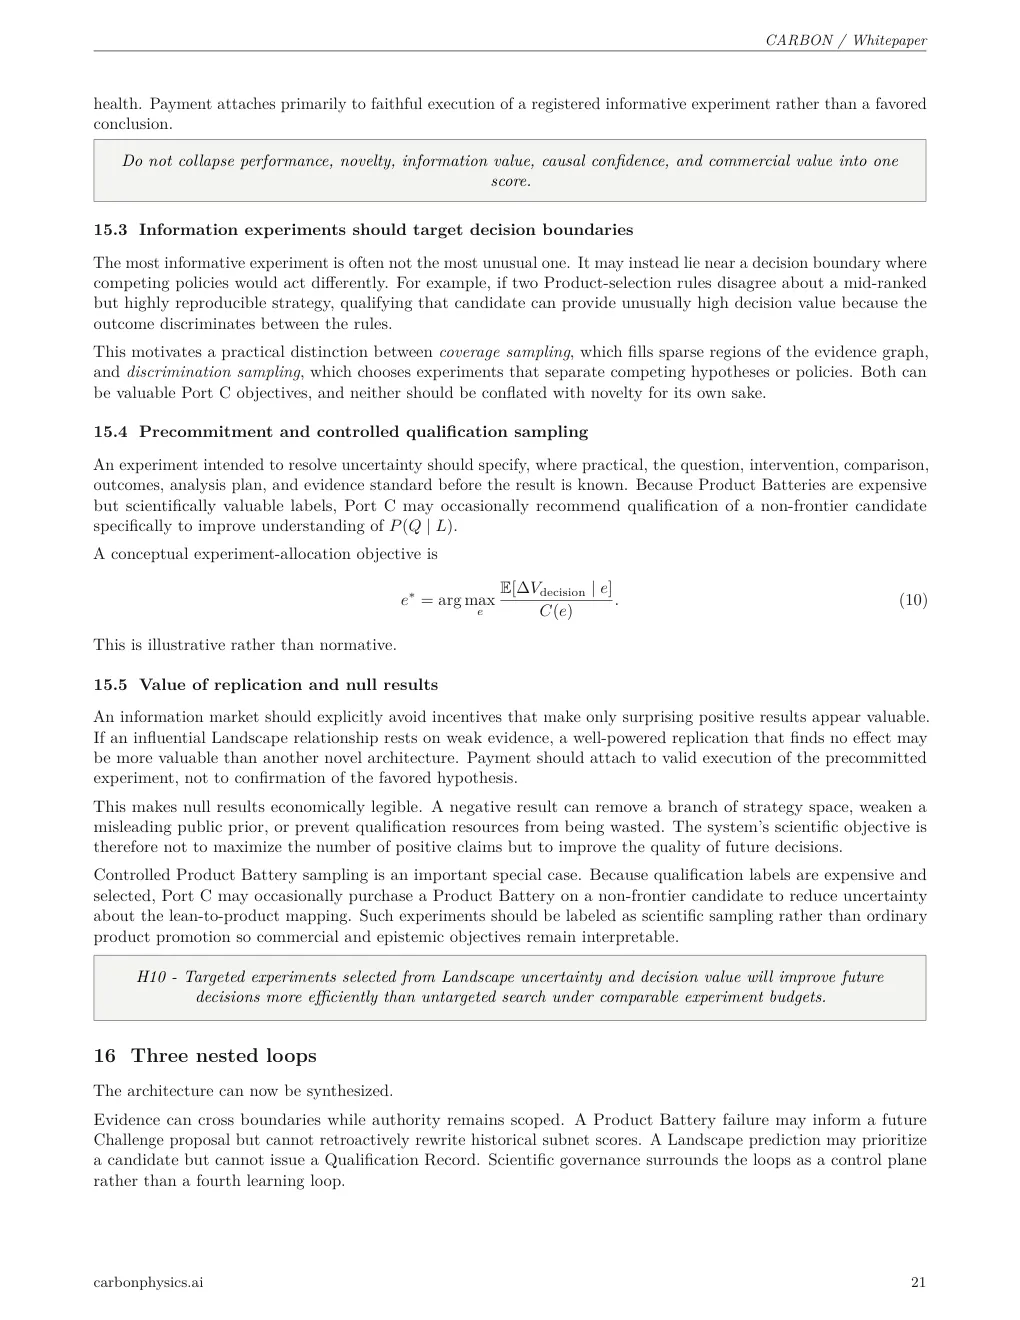 CARBON / Whitepaper
health. Payment attaches primarily to faithful execution of a registered informative experiment rather than a favored
conclusion.
Do not collapse performance, novelty, information value, causal confidence, and commercial value into one
score.
15.3 Information experiments should target decision boundaries
The most informative experiment is often not the most unusual one. It may instead lie near a decision boundary where
competing policies would act differently. For example, if two Product-selection rules disagree about a mid-ranked
but highly reproducible strategy, qualifying that candidate can provide unusually high decision value because the
outcome discriminates between the rules.
This motivates a practical distinction between coverage sampling, which fills sparse regions of the evidence graph,
and discrimination sampling, which chooses experiments that separate competing hypotheses or policies. Both can
be valuable Port C objectives, and neither should be conflated with novelty for its own sake.
15.4 Precommitment and controlled qualification sampling
An experiment intended to resolve uncertainty should specify, where practical, the question, intervention, comparison,
outcomes, analysis plan, and evidence standard before the result is known. Because Product Batteries are expensive
but scientifically valuable labels, Port C may occasionally recommend qualification of a non-frontier candidate
specifically to improve understanding of P(Q | L).
A conceptual experiment-allocation objective is
e* = arg max_e 𝔼[ΔV_decision | e] / C(e). (10)
This is illustrative rather than normative.
15.5 Value of replication and null results
An information market should explicitly avoid incentives that make only surprising positive results appear valuable.
If an influential Landscape relationship rests on weak evidence, a well-powered replication that finds no effect may
be more valuable than another novel architecture. Payment should attach to valid execution of the precommitted
experiment, not to confirmation of the favored hypothesis.
This makes null results economically legible. A negative result can remove a branch of strategy space, weaken a
misleading public prior, or prevent qualification resources from being wasted. The system's scientific objective is
therefore not to maximize the number of positive claims but to improve the quality of future decisions.
Controlled Product Battery sampling is an important special case. Because qualification labels are expensive and
selected, Port C may occasionally purchase a Product Battery on a non-frontier candidate to reduce uncertainty
about the lean-to-product mapping. Such experiments should be labeled as scientific sampling rather than ordinary
product promotion so commercial and epistemic objectives remain interpretable.
H10 - Targeted experiments selected from Landscape uncertainty and decision value will improve future
decisions more efficiently than untargeted search under comparable experiment budgets.
16 Three nested loops
The architecture can now be synthesized.
Evidence can cross boundaries while authority remains scoped. A Product Battery failure may inform a future
Challenge proposal but cannot retroactively rewrite historical subnet scores. A Landscape prediction may prioritize
a candidate but cannot issue a Qualification Record. Scientific governance surrounds the loops as a control plane
rather than a fourth learning loop.
carbonphysics.ai 21